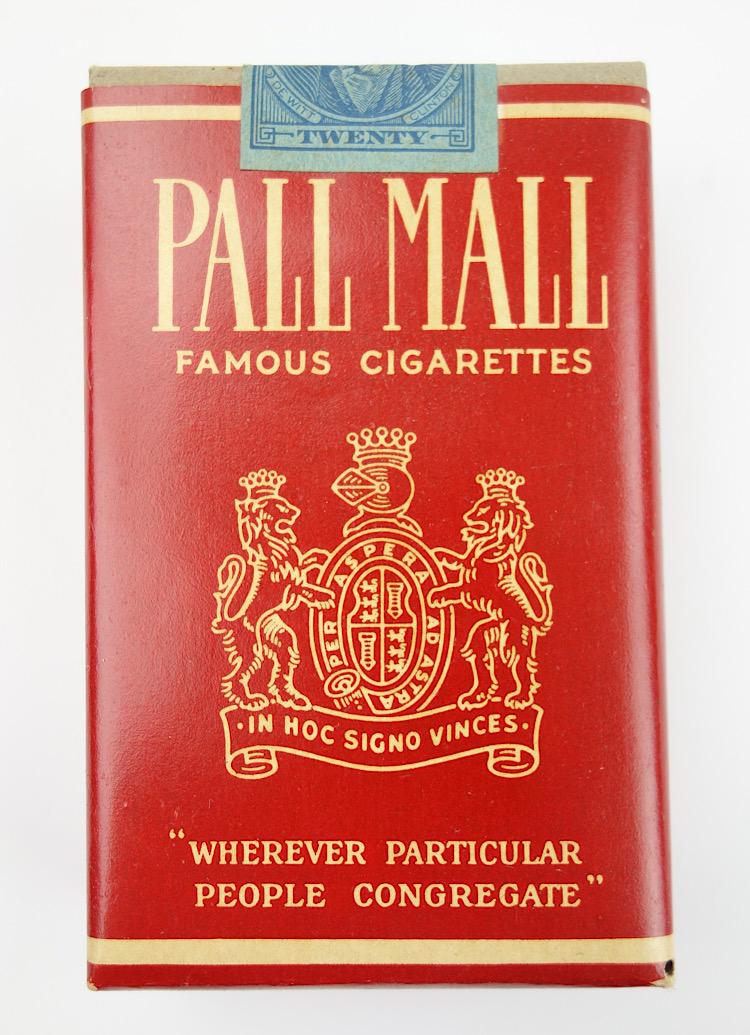 DE WITT CLINTON
TWENTY
PALL MALL
FAMOUS CIGARETTES
PER ASPERA AD ASTRA
·IN HOC SIGNO VINCES·
“WHEREVER PARTICULAR
PEOPLE CONGREGATE”